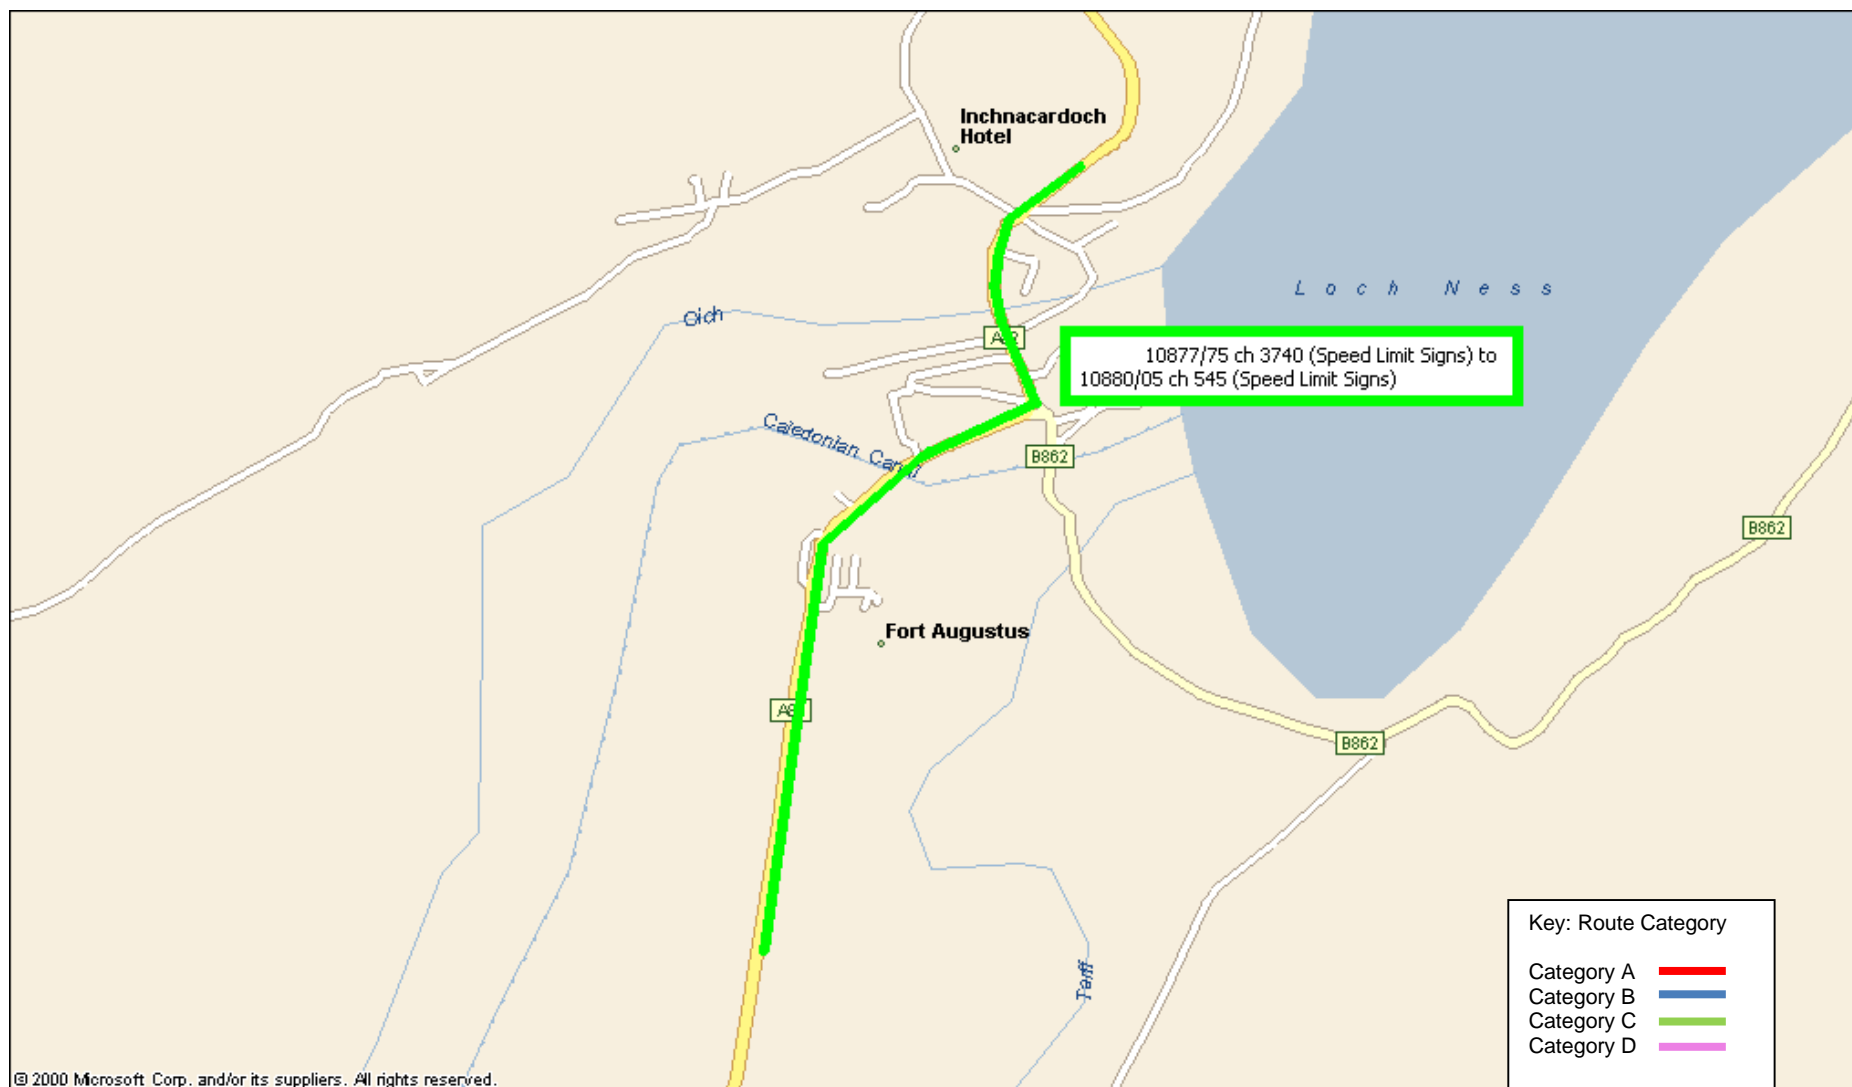 Inchnacardoch
Hotel
Loch Ness
Oich
A82
10877/75 ch 3740 (Speed Limit Signs) to
10880/05 ch 545 (Speed Limit Signs)
Caledonian Canal
B862
B862
Fort Augustus
B862
Key: Route Category
Category A
Category B
Category C
Category D
Tarff
© 2000 Microsoft Corp. and/or its suppliers. All rights reserved.